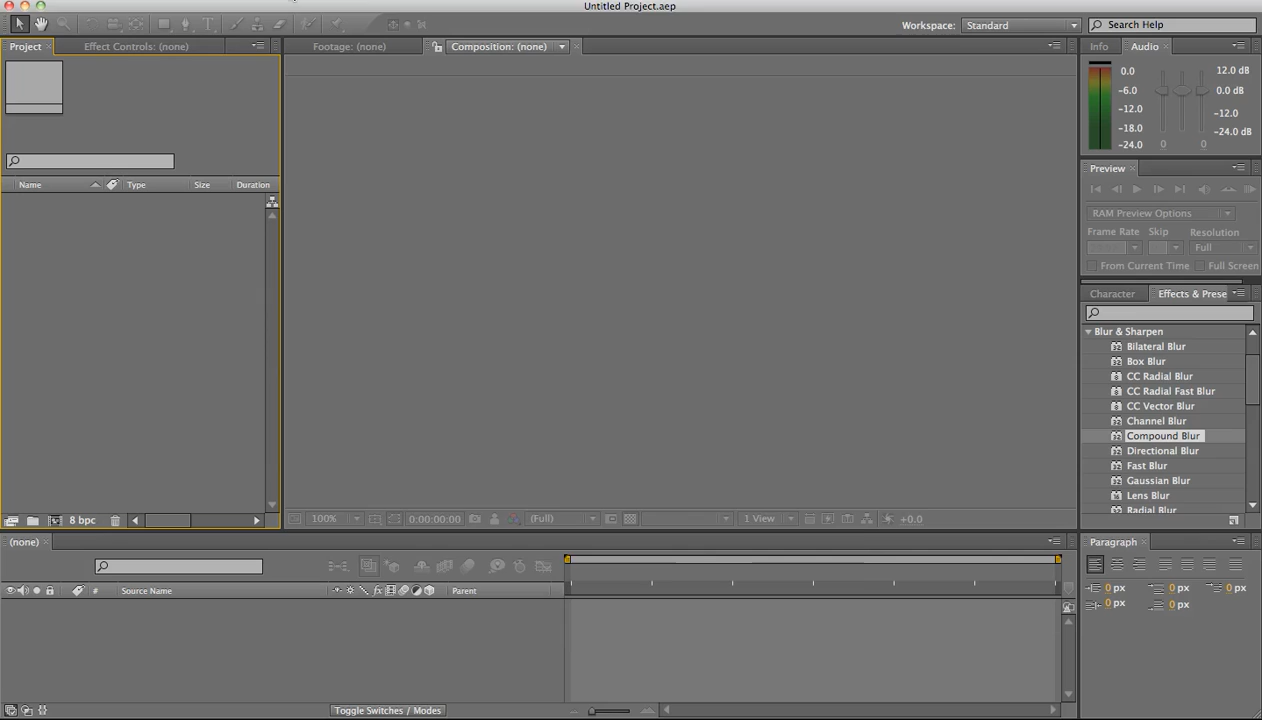 Untitled Project.aep
Workspace: Standard Search Help
Project Effect Controls: (none) Footage: (none) Composition: (none) Info Audio
0.0 12.0 dB
-6.0 0.0 dB
-12.0 -12.0
-18.0 -24.0 dB
-24.0 0 0
Preview
RAM Preview Options
Frame Rate Skip Resolution
Full
From Current Time Full Screen
Name Type Size Duration
Character Effects & Prese
Blur & Sharpen
Bilateral Blur
Box Blur
CC Radial Blur
CC Radial Fast Blur
CC Vector Blur
Channel Blur
Compound Blur
Directional Blur
Fast Blur
Gaussian Blur
Lens Blur
Radial Blur
8 bpc 100% 0:00:00:00 (Full) 1 View +0.0
(none)
# Source Name Parent
Paragraph
0 px 0 px 0 px
0 px 0 px
Toggle Switches / Modes